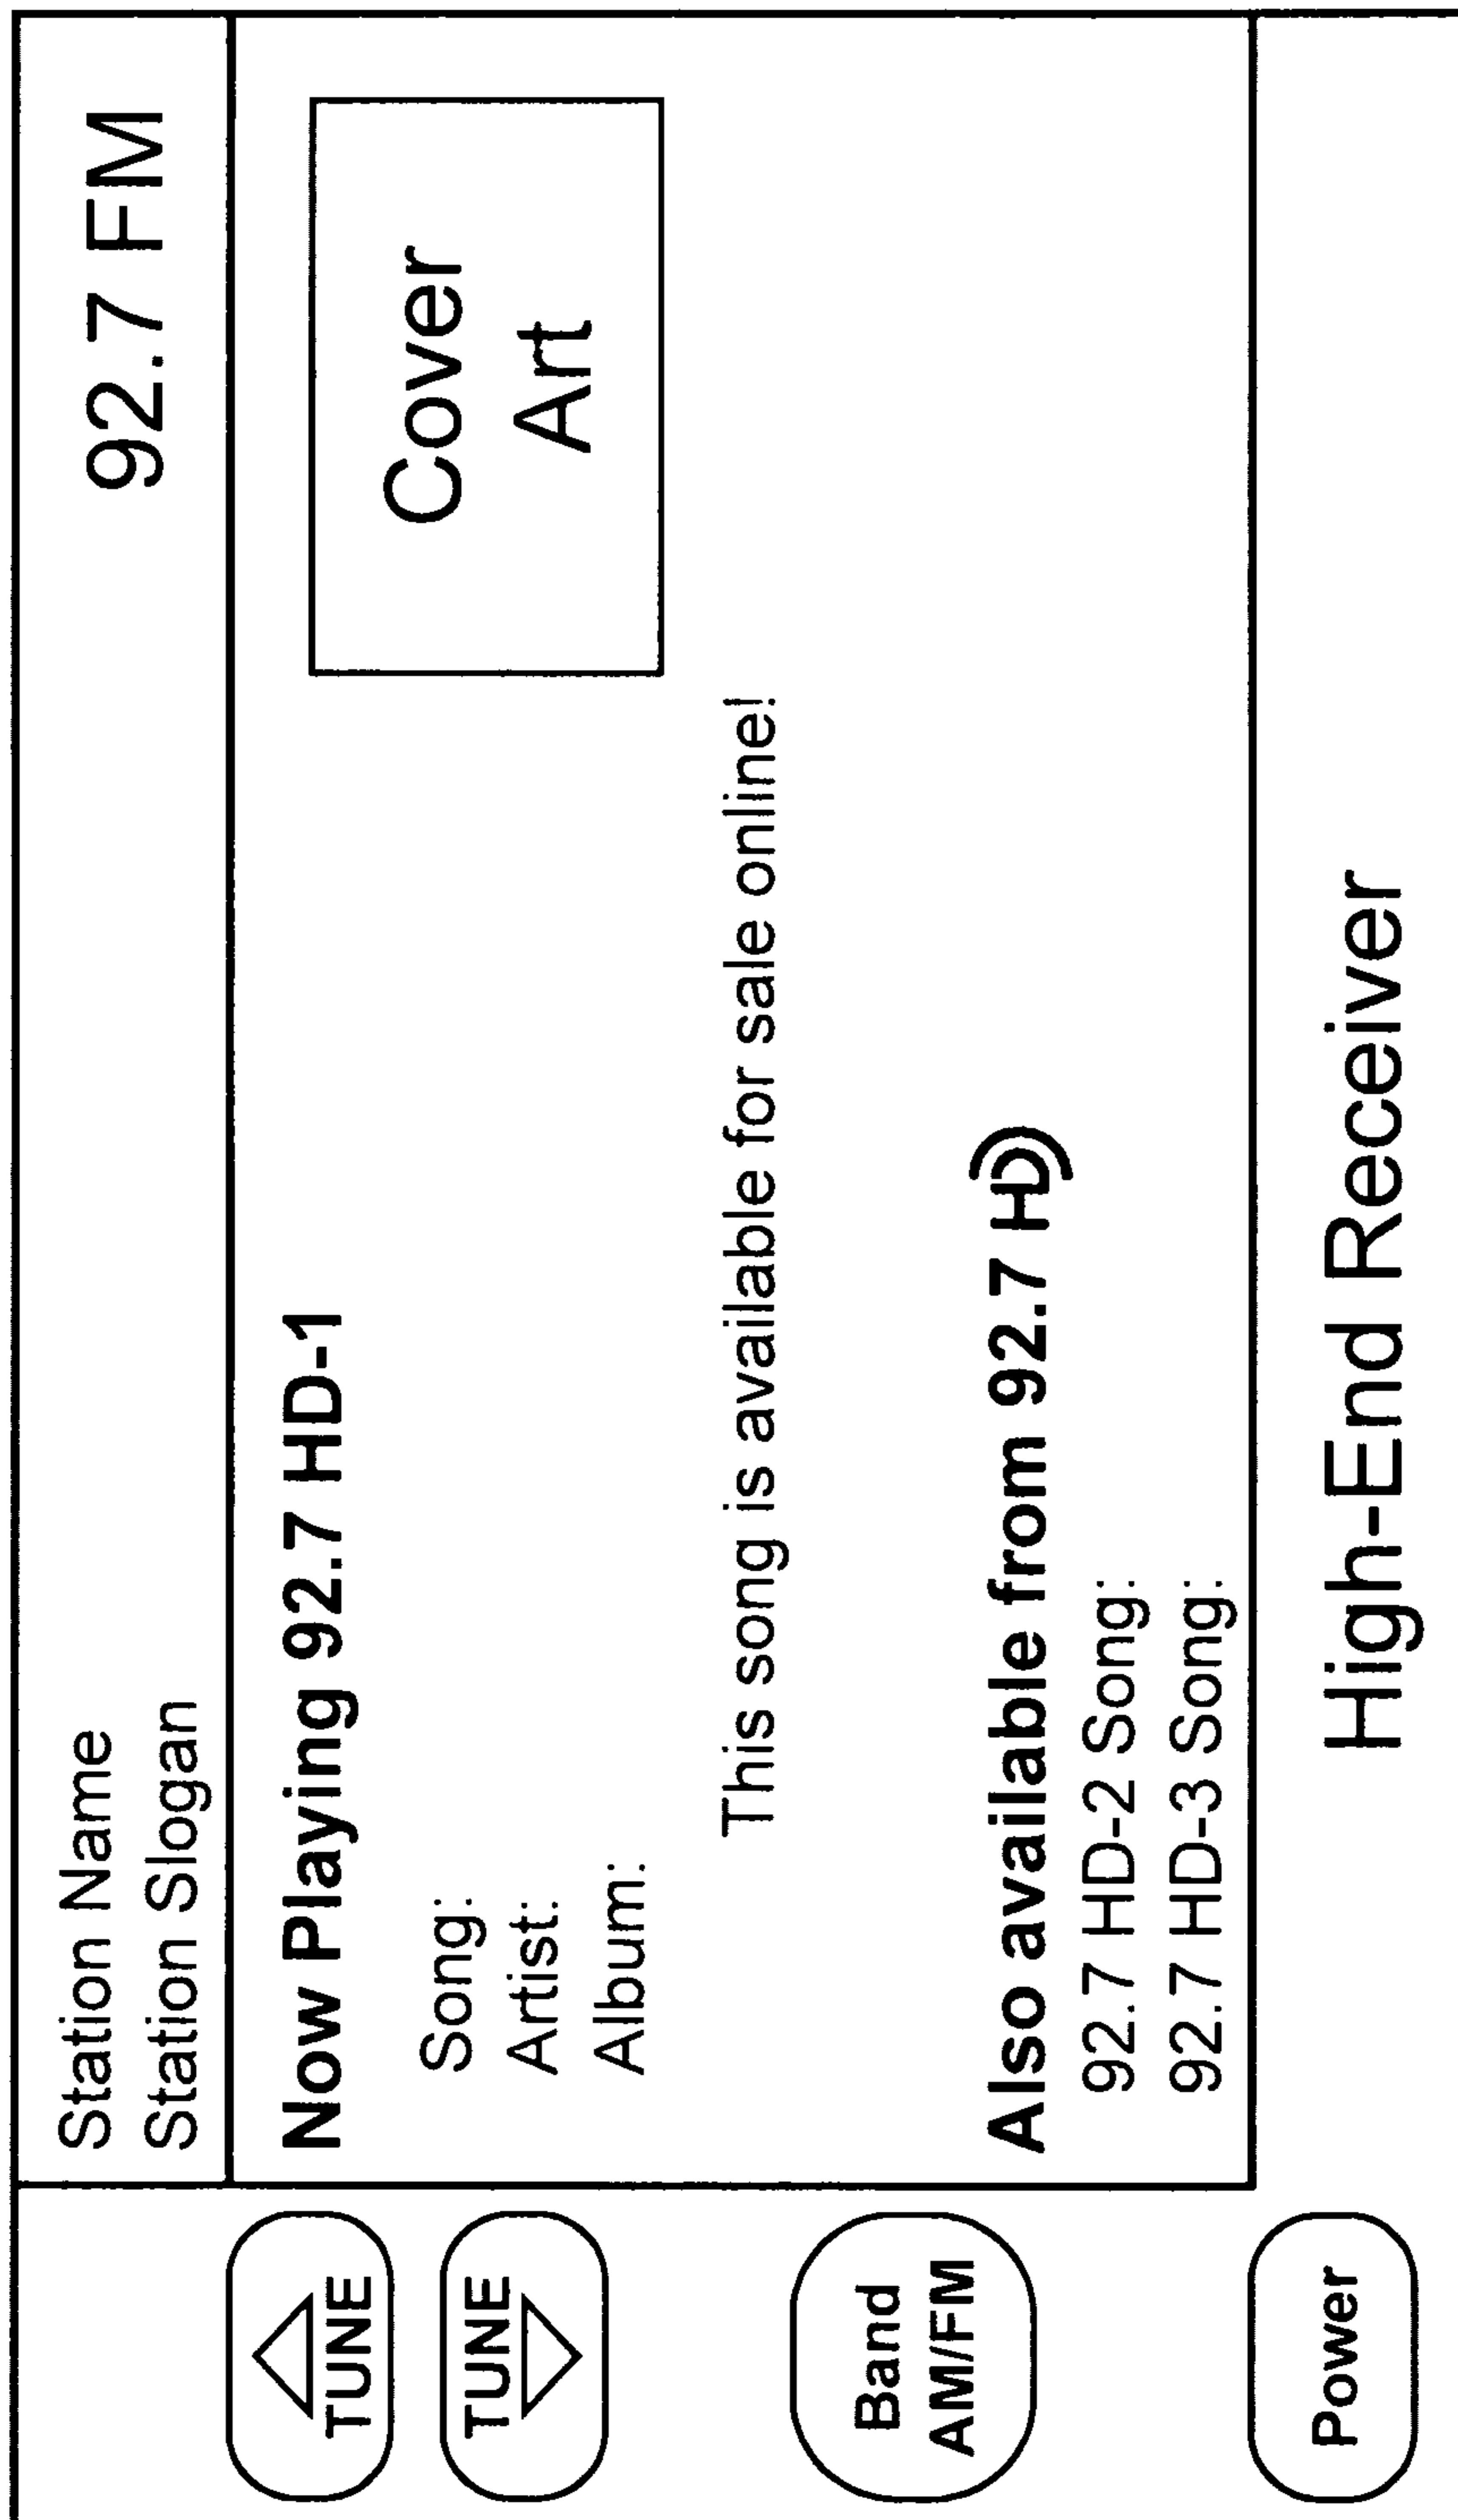 Station Name
Station Slogan
92.7 FM
TUNE
TUNE
Band
AM/FM
Power
Now Playing 92.7 HD-1
Song:
Artist:
Album:
Cover
Art
This song is available for sale online!
Also available from 92.7 HD
92.7 HD-2 Song:
92.7 HD-3 Song:
High-End Receiver